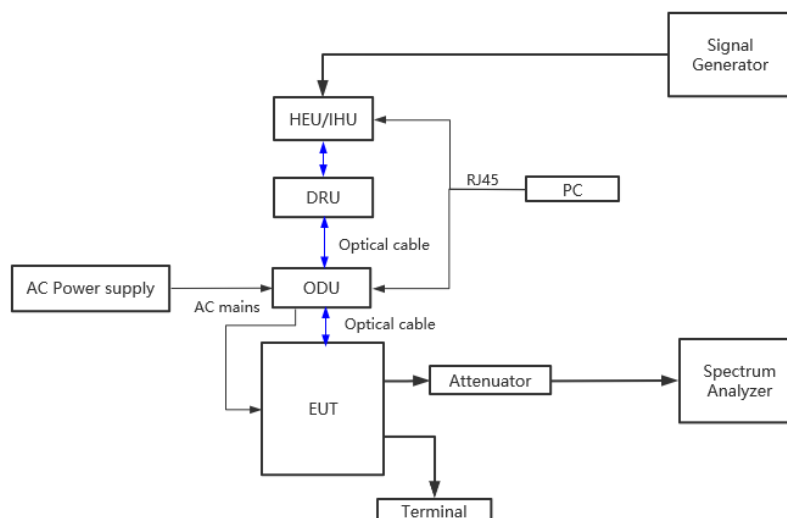 Signal
Generator
HEU/IHU
RJ45
PC
DRU
Optical cable
AC Power supply
AC mains
ODU
Optical cable
EUT
Attenuator
Spectrum
Analyzer
Terminal